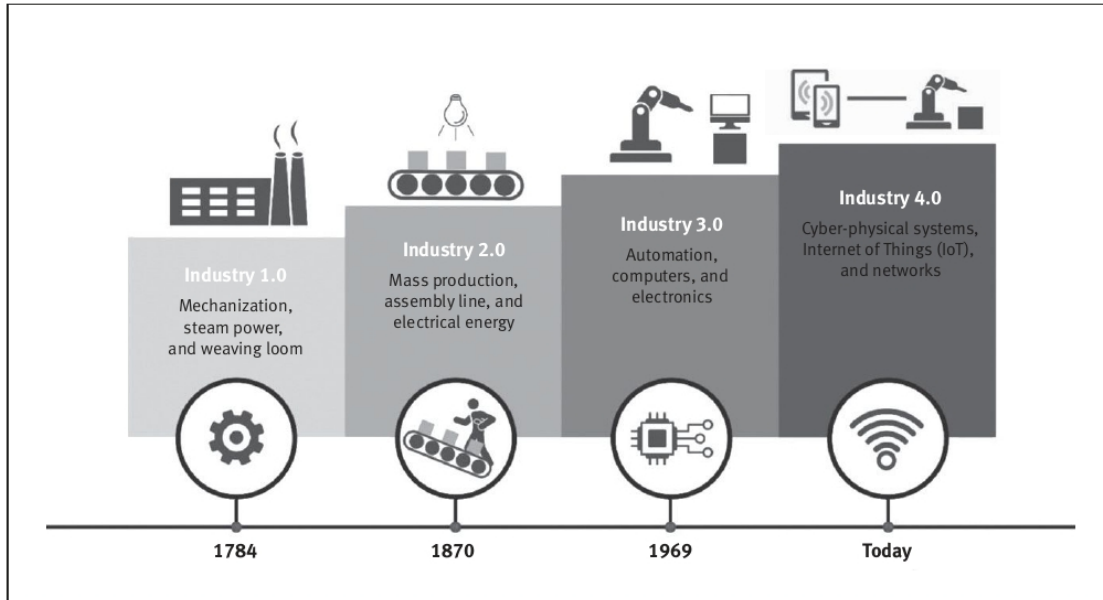 Industry 1.0
Mechanization,
steam power,
and weaving loom
Industry 2.0
Mass production,
assembly line, and
electrical energy
Industry 3.0
Automation,
computers, and
electronics
Industry 4.0
Cyber-physical systems,
Internet of Things (IoT),
and networks
1784
1870
1969
Today